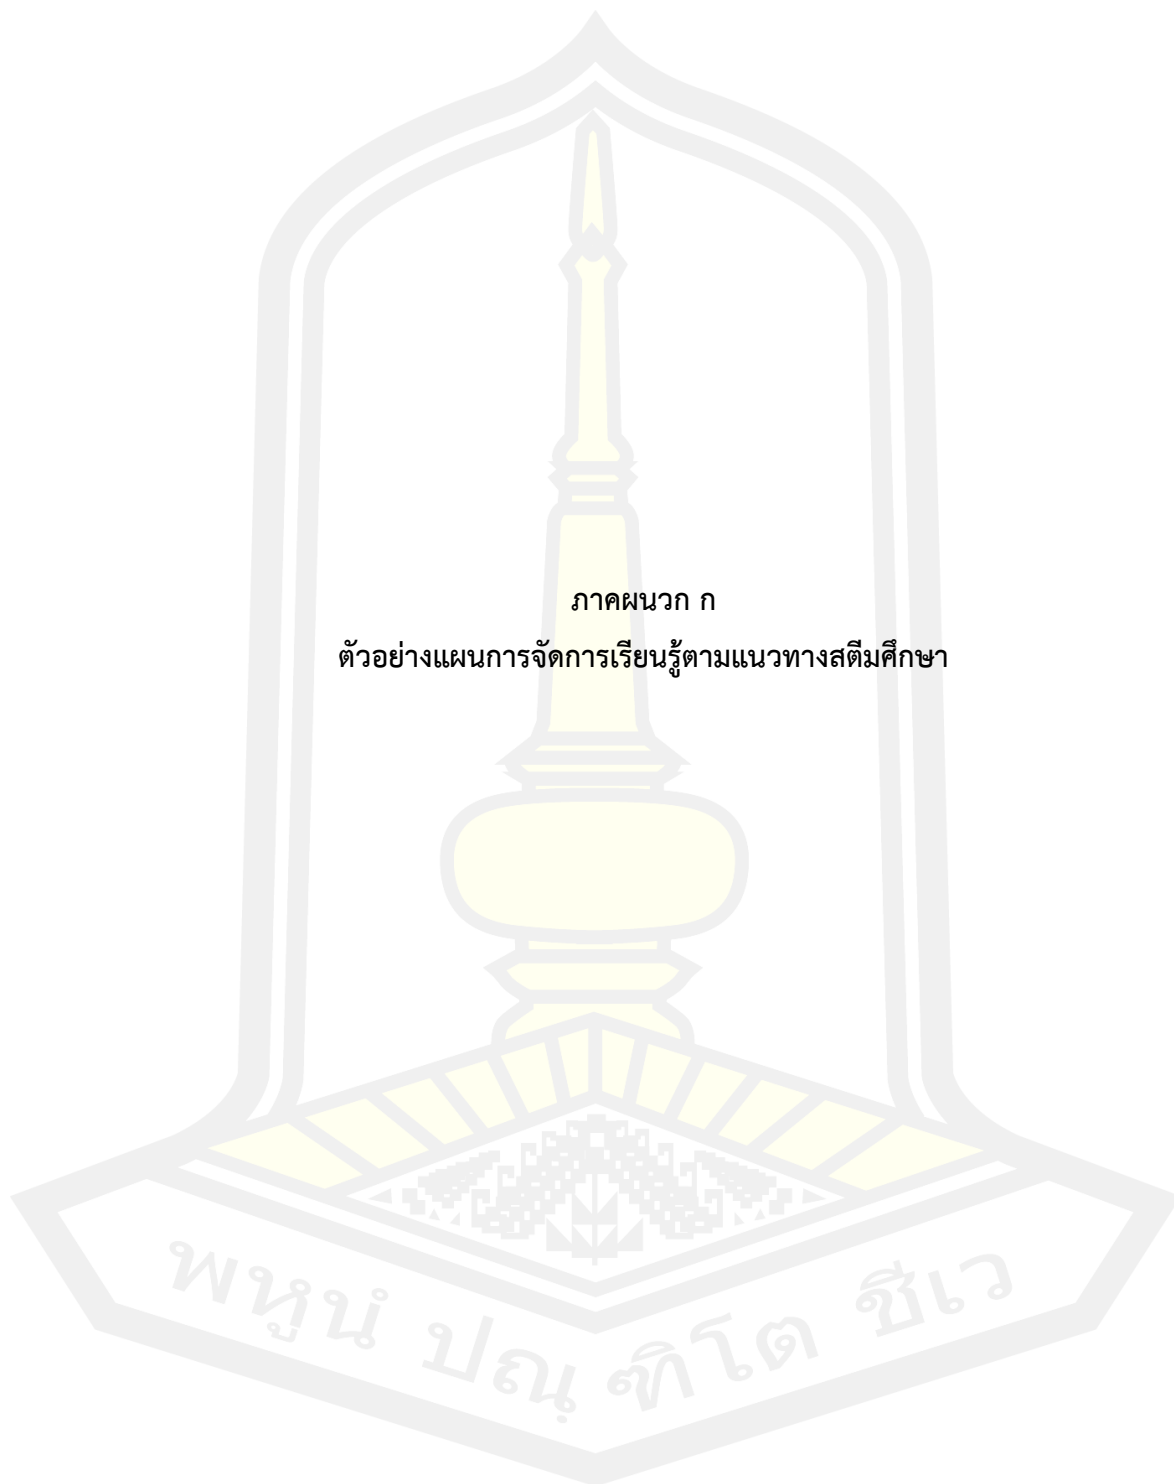 ภาคผนวก ก
ตัวอย่างแผนการจัดการเรียนรู้ตามแนวทางสตีมศึกษา
พหูนํ ปณฺฑิโต ชีเว